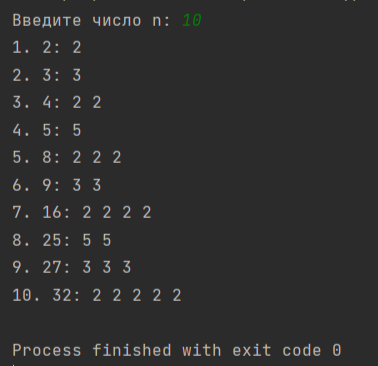 Введите число n: 10
1. 2: 2
2. 3: 3
3. 4: 2 2
4. 5: 5
5. 8: 2 2 2
6. 9: 3 3
7. 16: 2 2 2 2
8. 25: 5 5
9. 27: 3 3 3
10. 32: 2 2 2 2 2
Process finished with exit code 0